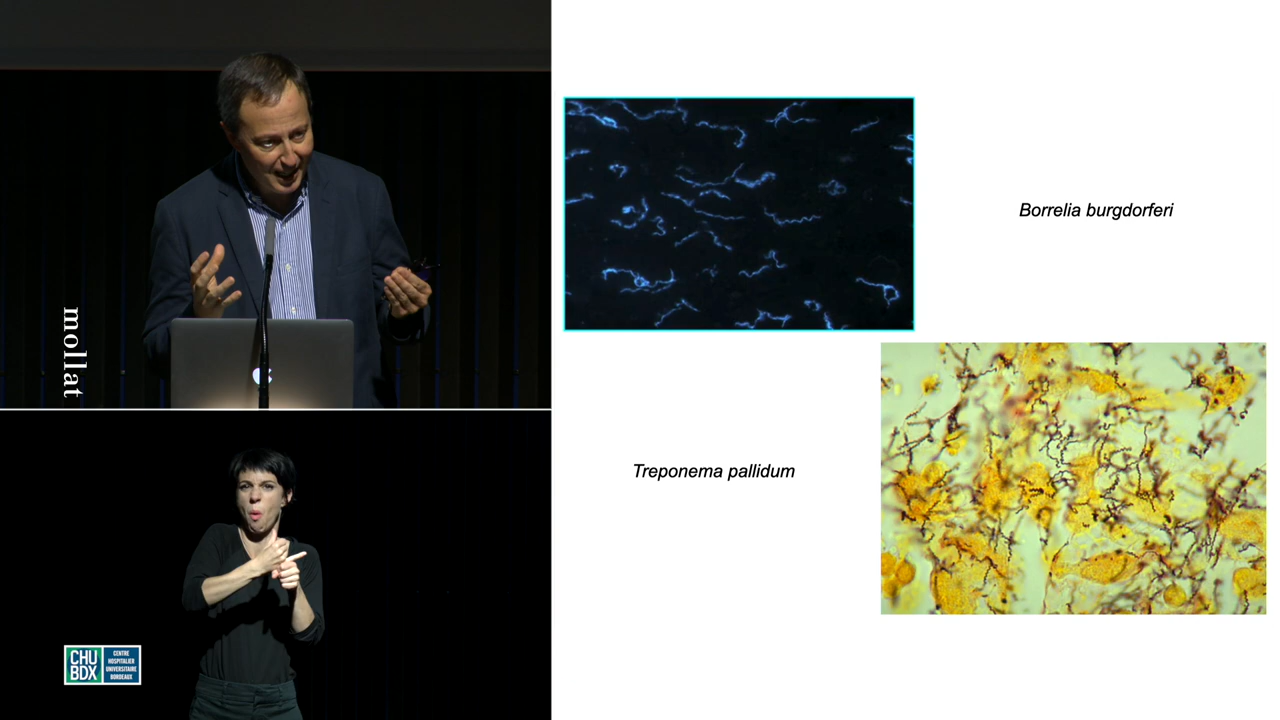 mollat
Borrelia burgdorferi
Treponema pallidum
CHU
BDX
CENTRE
HOSPITALIER
UNIVERSITAIRE
BORDEAUX